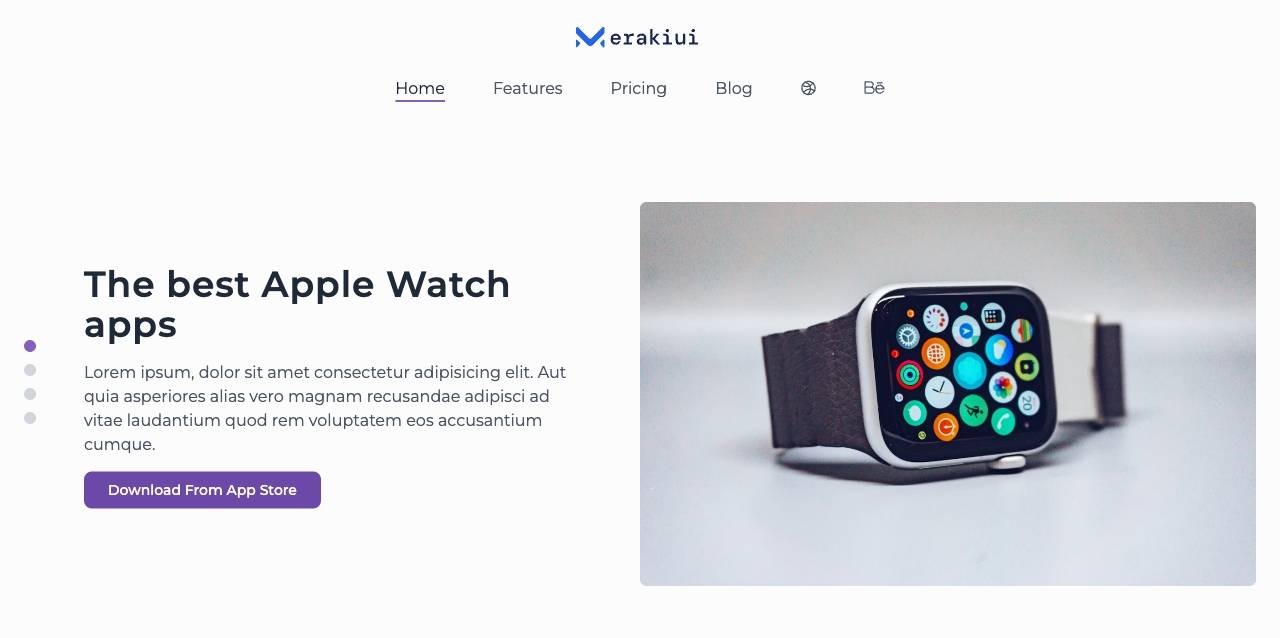 erakiui
Home Features Pricing Blog Bē
The best Apple Watch
apps
Lorem ipsum, dolor sit amet consectetur adipisicing elit. Aut
quia asperiores alias vero magnam recusandae adipisci ad
vitae laudantium quod rem voluptatem eos accusantium
cumque.
Download From App Store
20